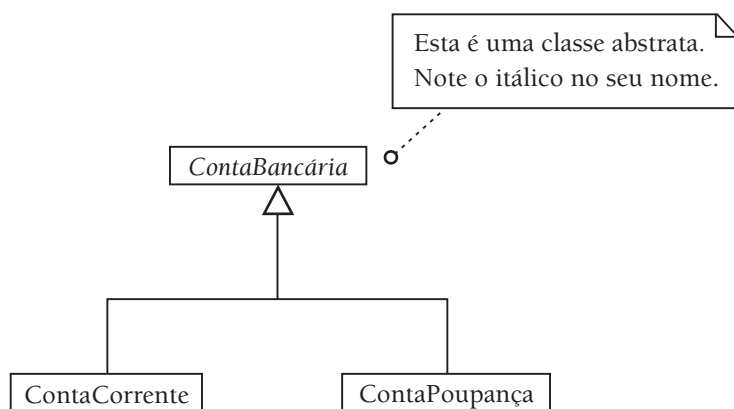 Esta é uma classe abstrata.
Note o itálico no seu nome.
ContaBancária
ContaCorrente
ContaPoupança